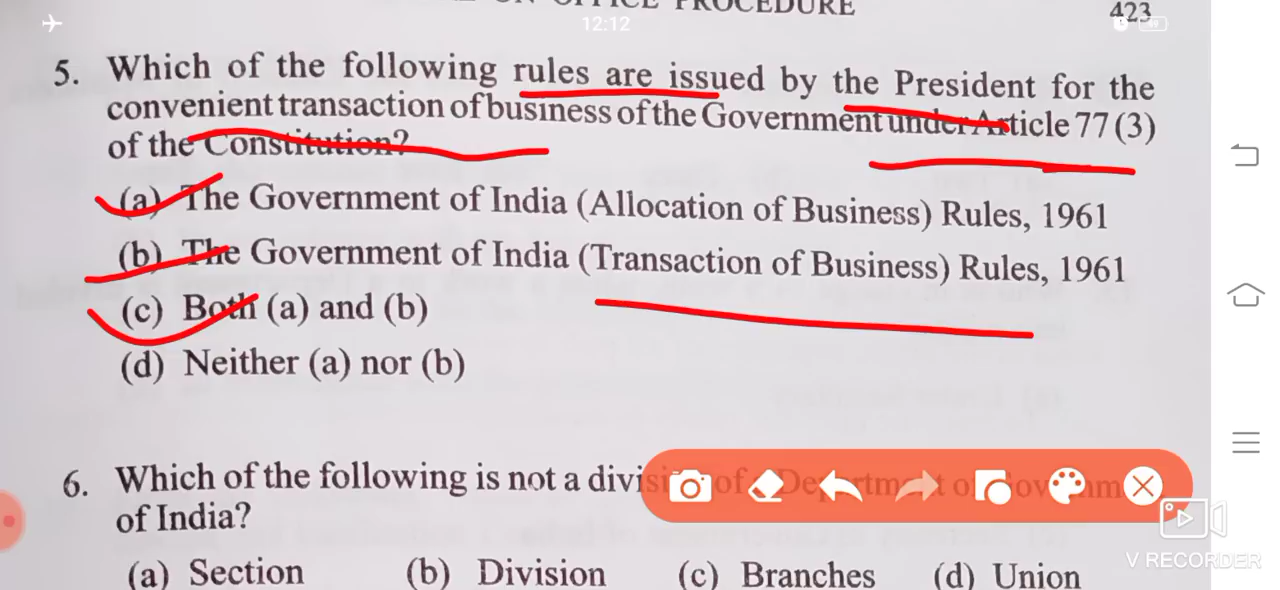 OFFICE PROCEDURE
423
12:12
5. Which of the following rules are issued by the President for the
convenient transaction of business of the Government under Article 77 (3)
of the Constitution?
(a) The Government of India (Allocation of Business) Rules, 1961
(b) The Government of India (Transaction of Business) Rules, 1961
(c) Both (a) and (b)
(d) Neither (a) nor (b)
6. Which of the following is not a division of a Department of Governm
of India?
(a) Section (b) Division (c) Branches (d) Union
V RECORDER